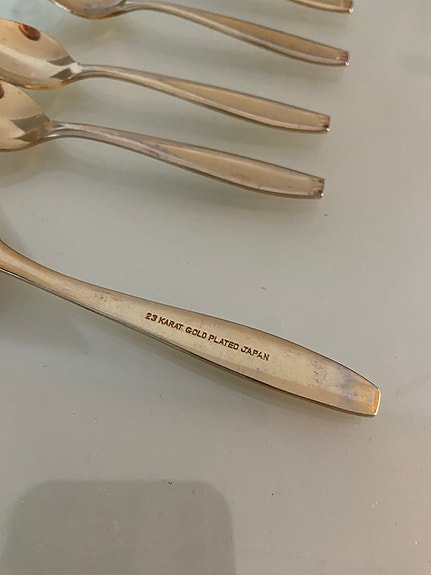 23 KARAT GOLD PLATED JAPAN